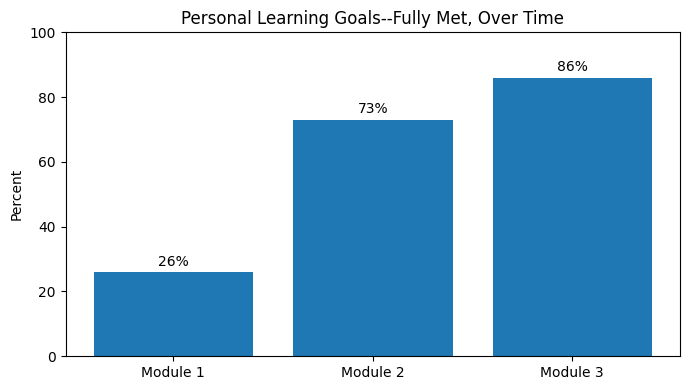 Personal Learning Goals--Fully Met, Over Time
Percent
100
80
60
40
20
0
26%
73%
86%
Module 1
Module 2
Module 3